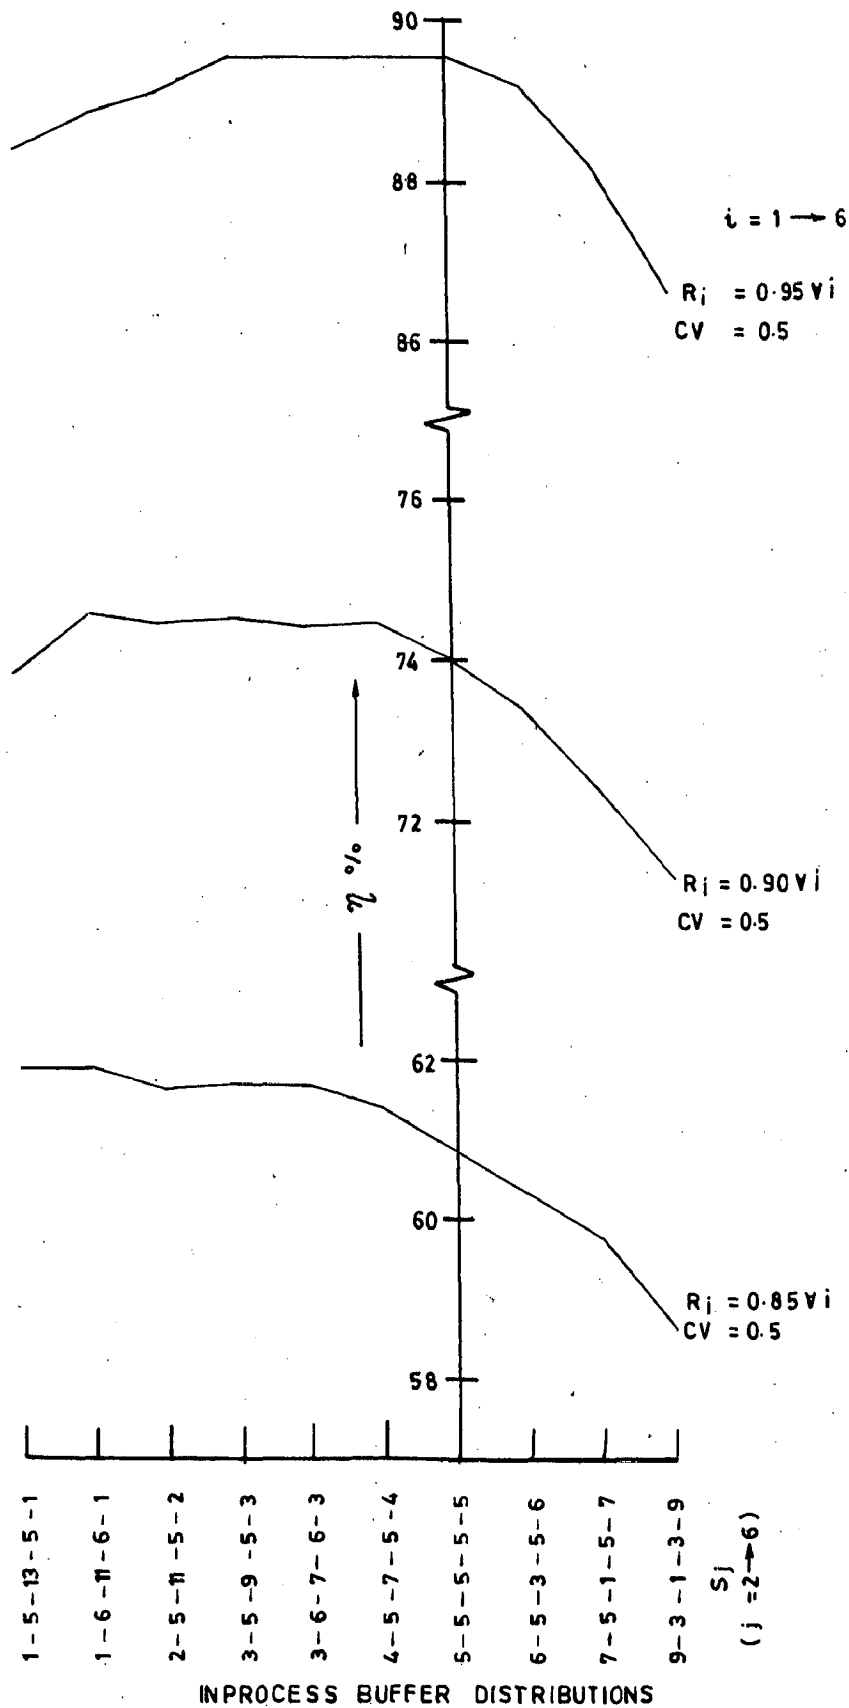 90
88
i = 1 → 6
Ri = 0.95 ∀i
CV = 0.5
86
76
74
72
% η
Ri = 0.90 ∀i
CV = 0.5
62
60
Ri = 0.85 ∀i
CV = 0.5
58
1-5-13-5-1
1-6-11-6-1
2-5-11-5-2
3-5-9-5-3
3-6-7-6-3
4-5-7-5-4
5-5-5-5-5
6-5-3-5-6
7-5-1-5-7
9-3-1-3-9
Sj
(j = 2→6)
INPROCESS BUFFER DISTRIBUTIONS